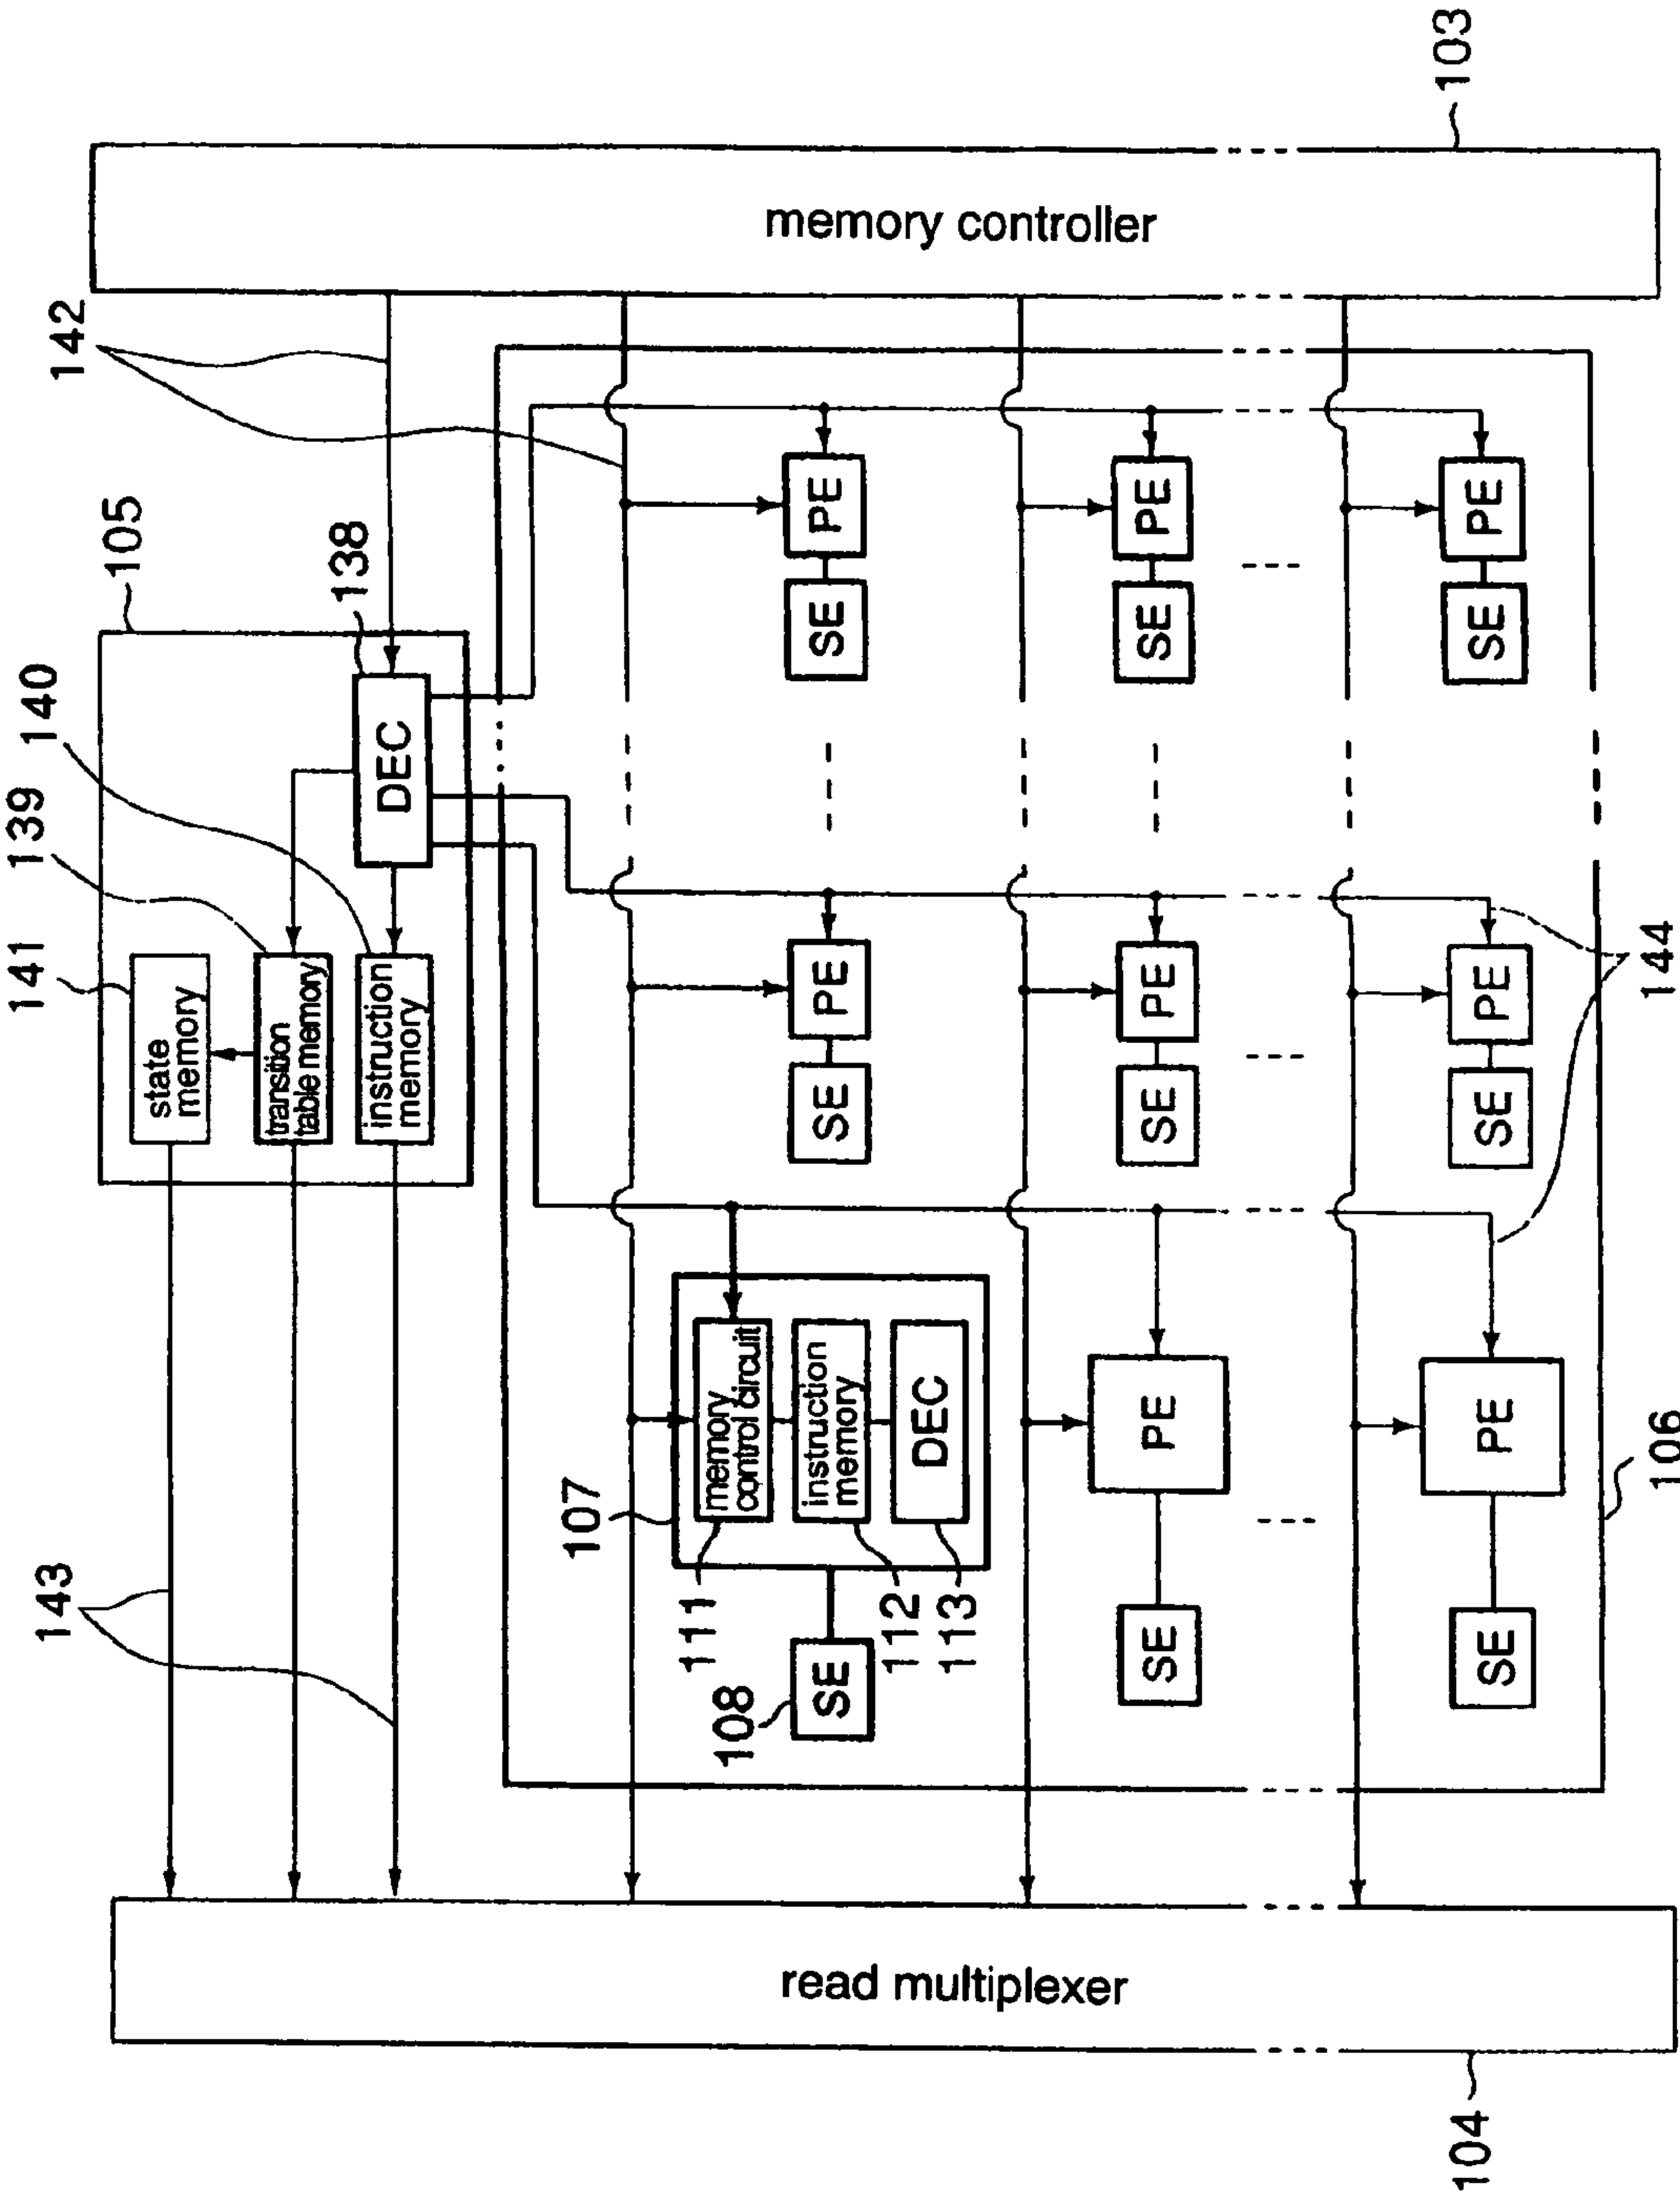 103
memory controller
142
105
138
DEC
140
139
141
state
memory
transition
table memory
instruction
memory
PE
SE
PE
SE
PE
SE
PE
SE
PE
SE
PE
SE
144
107
memory
control circuit
instruction
memory
DEC
111
112
113
108
SE
PE
SE
PE
SE
106
143
read multiplexer
104